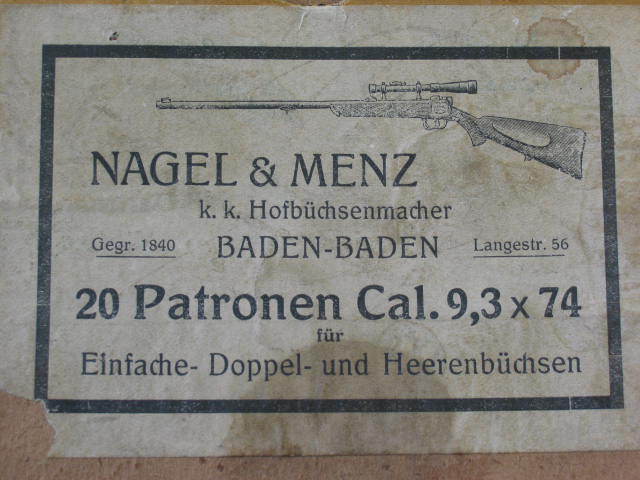 NAGEL & MENZ
k. k. Hofbüchsenmacher
Gegr. 1840 BADEN-BADEN Langestr. 56
20 Patronen Cal. 9,3 x 74
für
Einfache- Doppel- und Heerenbüchsen